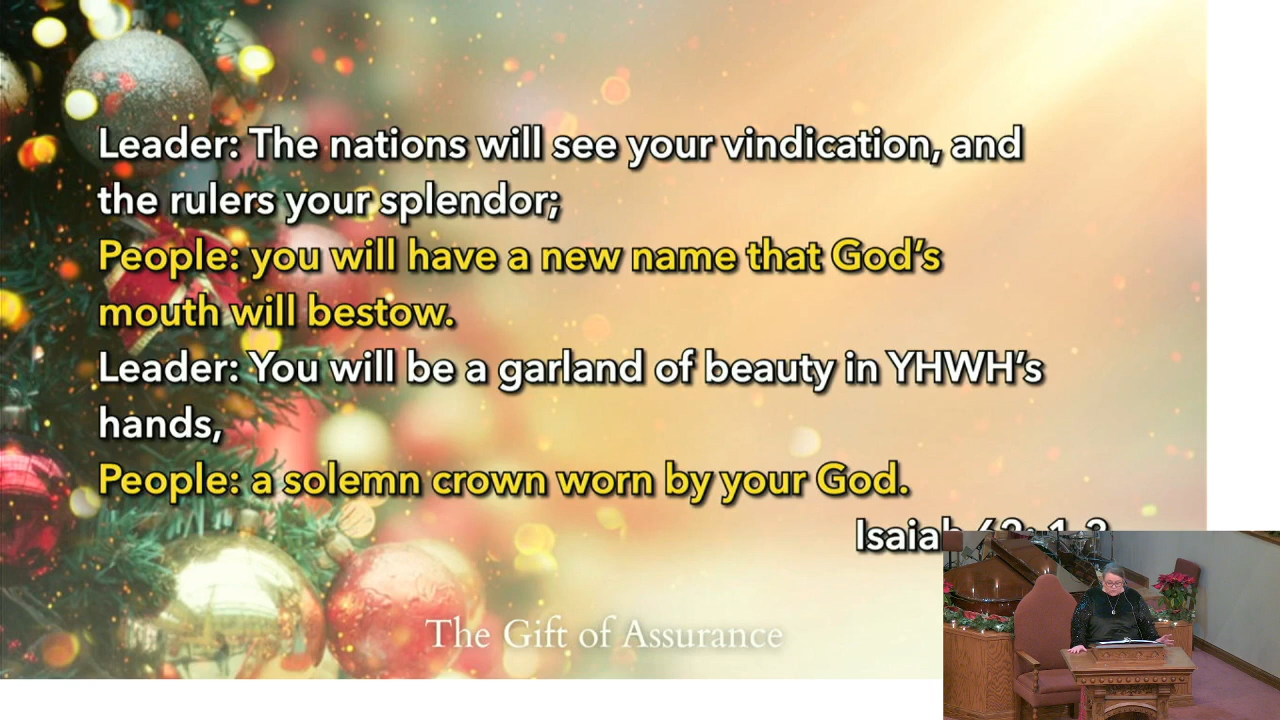 Leader: The nations will see your vindication, and
the rulers your splendor;
People: you will have a new name that God's
mouth will bestow.
Leader: You will be a garland of beauty in YHWH's
hands,
People: a solemn crown worn by your God.
The Gift of Assurance